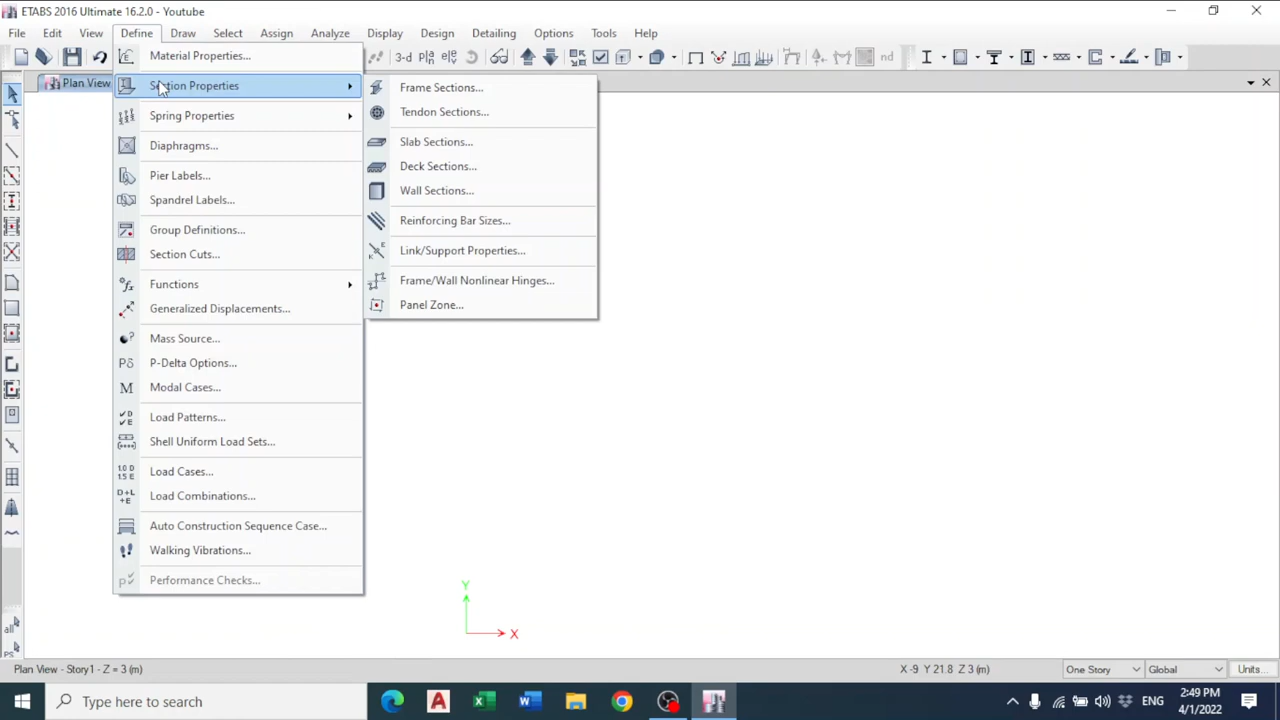 ETABS 2016 Ultimate 16.2.0 - Youtube
File Edit View Define Draw Select Assign Analyze Display Design Detailing Options Tools Help
3-d nd
Plan View
Material Properties...
Section Properties
Spring Properties
Diaphragms...
Pier Labels...
Spandrel Labels...
Group Definitions...
Section Cuts...
Functions
Generalized Displacements...
Mass Source...
P-Delta Options...
Modal Cases...
Load Patterns...
Shell Uniform Load Sets...
Load Cases...
Load Combinations...
Auto Construction Sequence Case...
Walking Vibrations...
Performance Checks...
Frame Sections...
Tendon Sections...
Slab Sections...
Deck Sections...
Wall Sections...
Reinforcing Bar Sizes...
Link/Support Properties...
Frame/Wall Nonlinear Hinges...
Panel Zone...
Y
X
all
Plan View - Story1 - Z = 3 (m) X -9 Y 21.8 Z 3 (m) One Story Global Units...
Type here to search
ENG
2:49 PM
4/1/2022